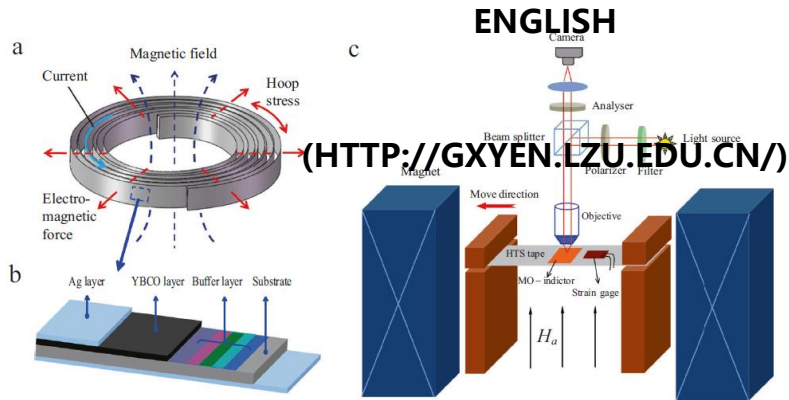 ENGLISH
(HTTP://GXYEN.LZU.EDU.CN/)
a
Magnetic field
Current
Hoop
stress
Electro-
magnetic
force
b
Ag layer
YBCO layer
Buffer layer
Substrate
c
Camera
Analyser
Beam splitter
Light source
Polarizer
Filter
Magnet
Move direction
Objective
HTS tape
MO – indictor
Strain gage
Ha